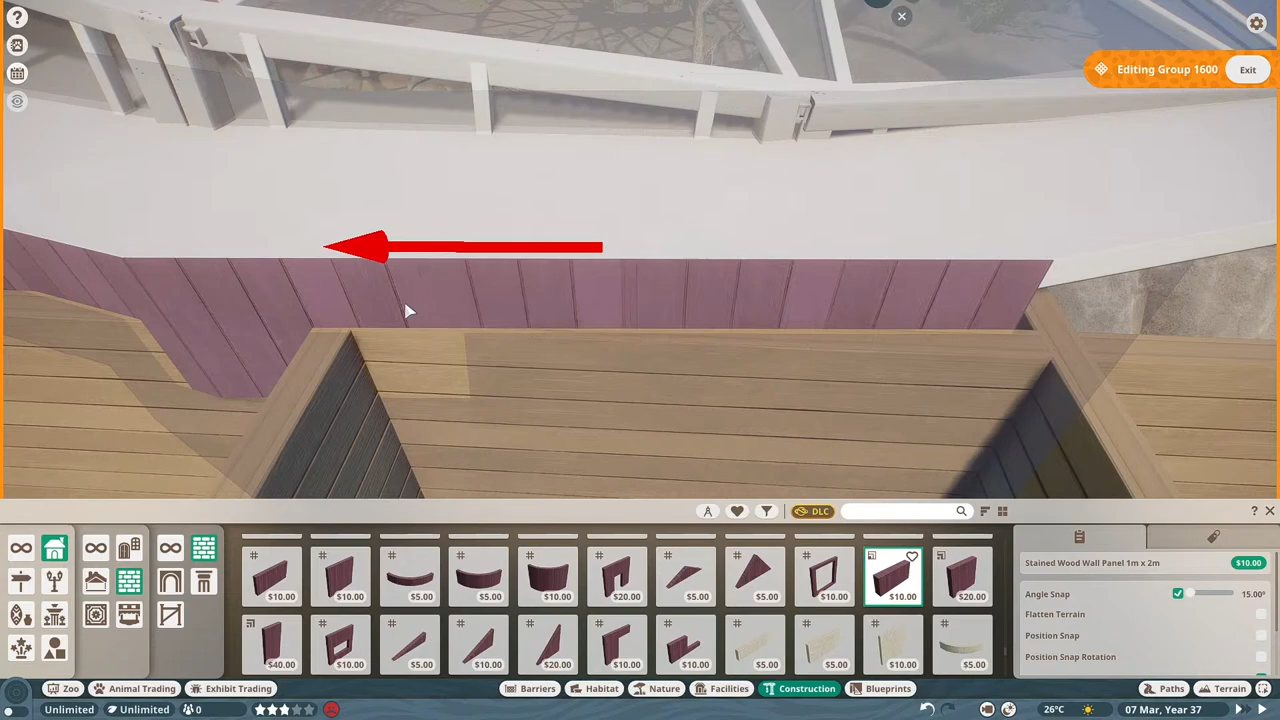 Editing Group 1600 Exit
DLC
?
$10.00 $10.00 $5.00 $5.00 $10.00 $20.00 $5.00 $5.00 $10.00 $10.00 $20.00
$40.00 $10.00 $5.00 $10.00 $20.00 $10.00 $10.00 $5.00 $5.00 $10.00 $5.00
Stained Wood Wall Panel 1m x 2m $10.00
Angle Snap 15.00°
Flatten Terrain
Position Snap
Position Snap Rotation
Zoo Animal Trading Exhibit Trading Barriers Habitat Nature Facilities Construction Blueprints Paths Terrain
Unlimited Unlimited 0 26°C 07 Mar, Year 37